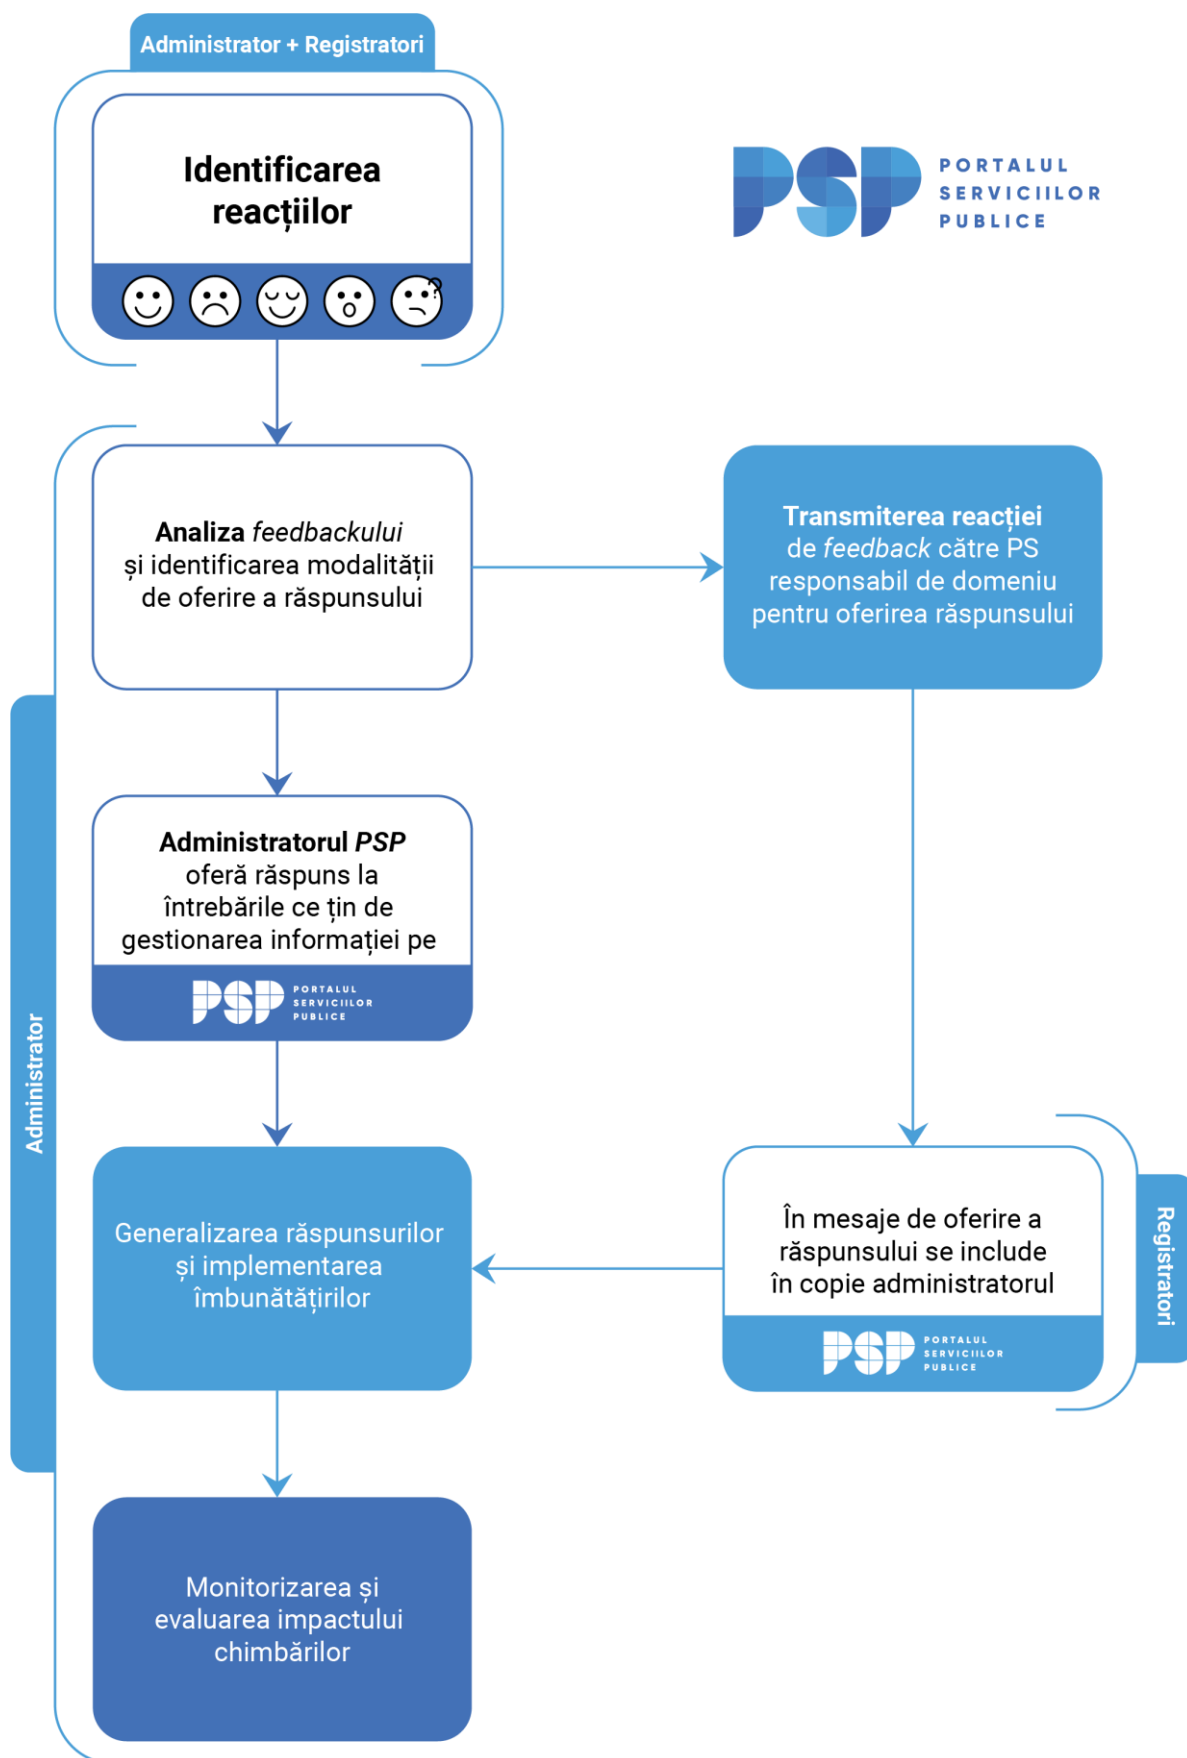 Administrator + Registratori
Identificarea
reacțiilor
?
PSP
PORTALUL
SERVICIILOR
PUBLICE
Analiza feedbackului
și identificarea modalității
de oferire a răspunsului
Transmiterea reacției
de feedback către PS
responsabil de domeniu
pentru oferirea răspunsului
Administratorul PSP
oferă răspuns la
întrebările ce țin de
gestionarea informației pe
PSP
PORTALUL
SERVICIILOR
PUBLICE
Administrator
Generalizarea răspunsurilor
și implementarea
îmbunătățirilor
În mesaje de oferire a
răspunsului se include
în copie administratorul
PSP
PORTALUL
SERVICIILOR
PUBLICE
Registratori
Monitorizarea și
evaluarea impactului
chimbărilor